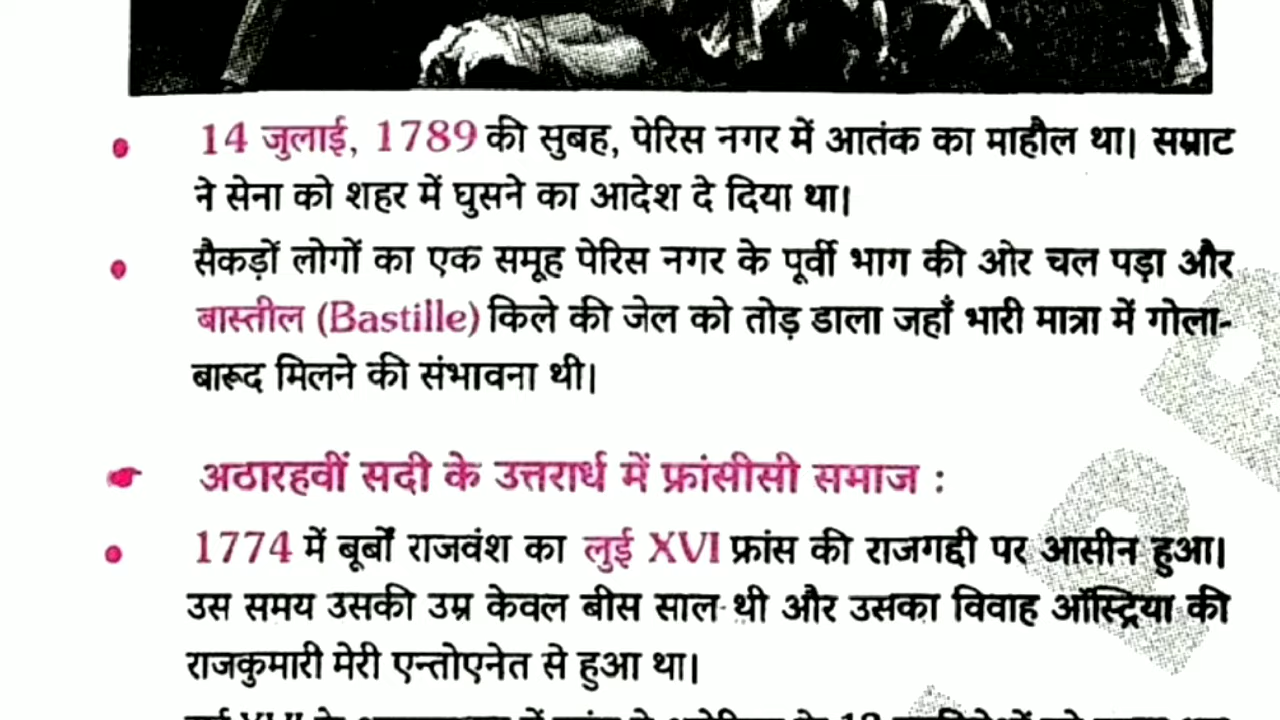 14 जुलाई, 1789 की सुबह, पेरिस नगर में आतंक का माहौल था। सम्राट
ने सेना को शहर में घुसने का आदेश दे दिया था।
सैकड़ों लोगों का एक समूह पेरिस नगर के पूर्वी भाग की ओर चल पड़ा और
बास्तील (Bastille) किले की जेल को तोड़ डाला जहाँ भारी मात्रा में गोला-
बारूद मिलने की संभावना थी।
अठारहवीं सदी के उत्तरार्ध में फ्रांसीसी समाज :
1774 में बूर्बों राजवंश का लुई XVI फ्रांस की राजगद्दी पर आसीन हुआ।
उस समय उसकी उम्र केवल बीस साल थी और उसका विवाह ऑस्ट्रिया की
राजकुमारी मेरी एन्तोएनेत से हुआ था।